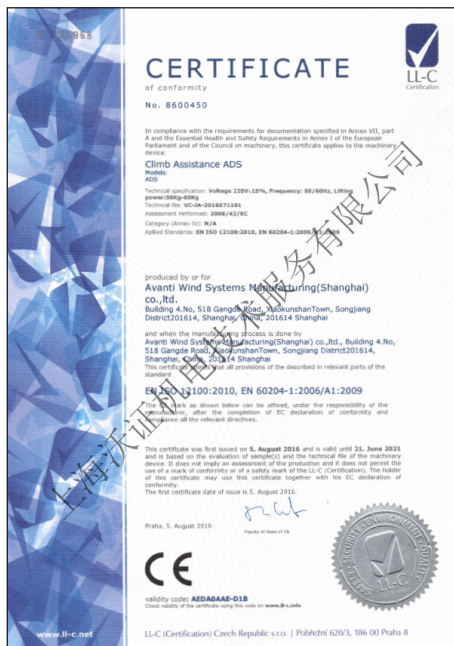 LL-C
Certification
CERTIFICATE
of conformity
No. 8600450
In compliance with the requirements for documentation specified in Annex VII, part
A and the Essential Health and Safety Requirements in Annex I of the European
Parliament and of the Council on machinery, this certificate applies to the machinery
device:
Climb Assistance ADS
Models:
ADS
Technical specification: Voltage 220V±15%, Frequency: 50/60Hz, Lifting
power:30Kg-60Kg
Technical file: VC-JA-2016071101
Assessment Performed: 2006/42/EC
Category (Annex IV): N/A
Aplied Standards: EN ISO 12100:2010, EN 60204-1:2006/A1:2009
produced by or for
Avanti Wind Systems Manufacturing(Shanghai)
co.,ltd.
Building 4.No, 518 Gangde Road, XiaokunshanTown, Songjiang
District201614, Shanghai, China, 201614 Shanghai
and when the manufacturing process is done by
Avanti Wind Systems Manufacturing(Shanghai) co.,ltd., Building 4.No,
518 Gangde Road, XiaokunshanTown, Songjiang District201614,
Shanghai, China, 201614 Shanghai
This certificate attests that all provisions of the described in relevant parts of the
standard
EN ISO 12100:2010, EN 60204-1:2006/A1:2009
The CE mark as shown below can be affixed, under the responsibility of the
manufacturer, after the completion of EC declaration of conformity and
compliance all the relevant directives.
This certificate was first issued on 5. August 2016 and is valid until 21. June 2021
and is based on the evaluation of sample(s) and the technical file of the machinery
device. It does not imply an assessment of the production and it does not permit the
use of a mark of conformity or of a safety mark of the LL-C (Certification). The holder
of this certificate may use this certificate together with his EC declaration of
conformity.
The first certificate date of issue is 5. August 2016.
Praha, 5. August 2016
Deputy of Head of CB
CE
validity code: AEDA0AAE-D1B
Check validity of the certificate using this code on www.ll-c.info
LL-C
www.ll-c.net
LL-C (Certification) Czech Republic s.r.o. | Pobřežní 620/3, 186 00 Praha 8
上海沃证机电技术服务有限公司